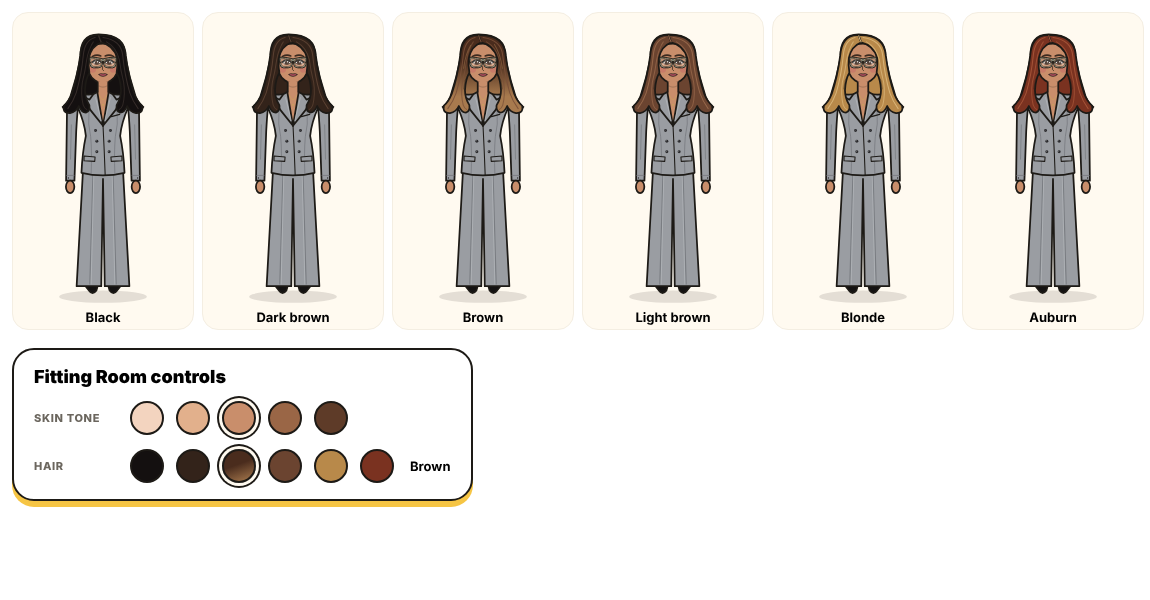 Black
Dark brown
Brown
Light brown
Blonde
Auburn
Fitting Room controls
SKIN TONE
HAIR
Brown